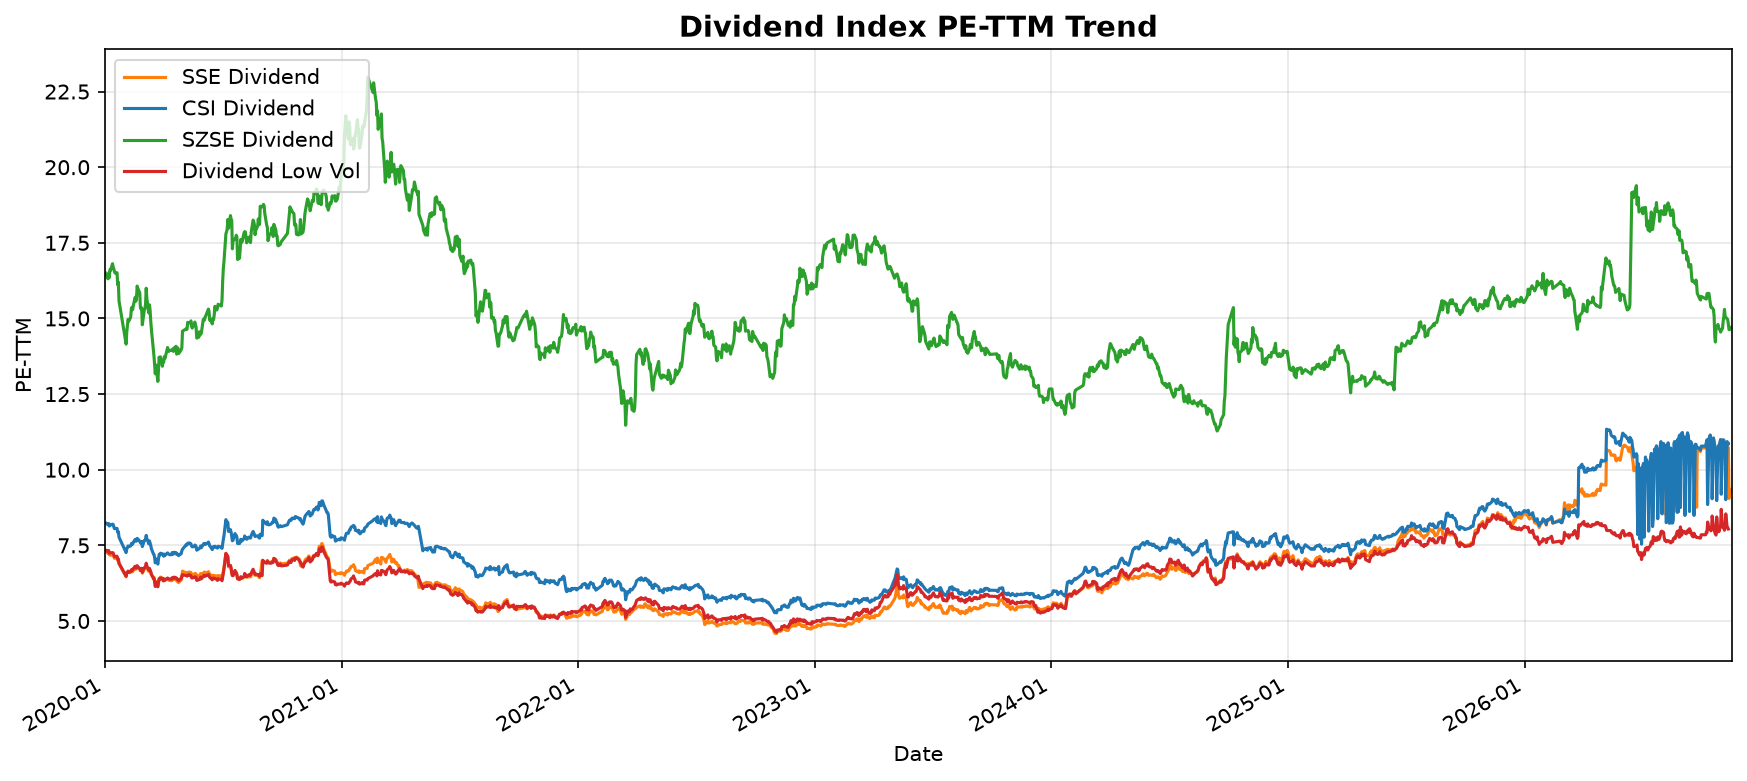 Dividend Index PE-TTM Trend
SSE Dividend
CSI Dividend
SZSE Dividend
Dividend Low Vol
PE-TTM
22.5
20.0
17.5
15.0
12.5
10.0
7.5
5.0
2020-01
2021-01
2022-01
2023-01
2024-01
2025-01
2026-01
Date